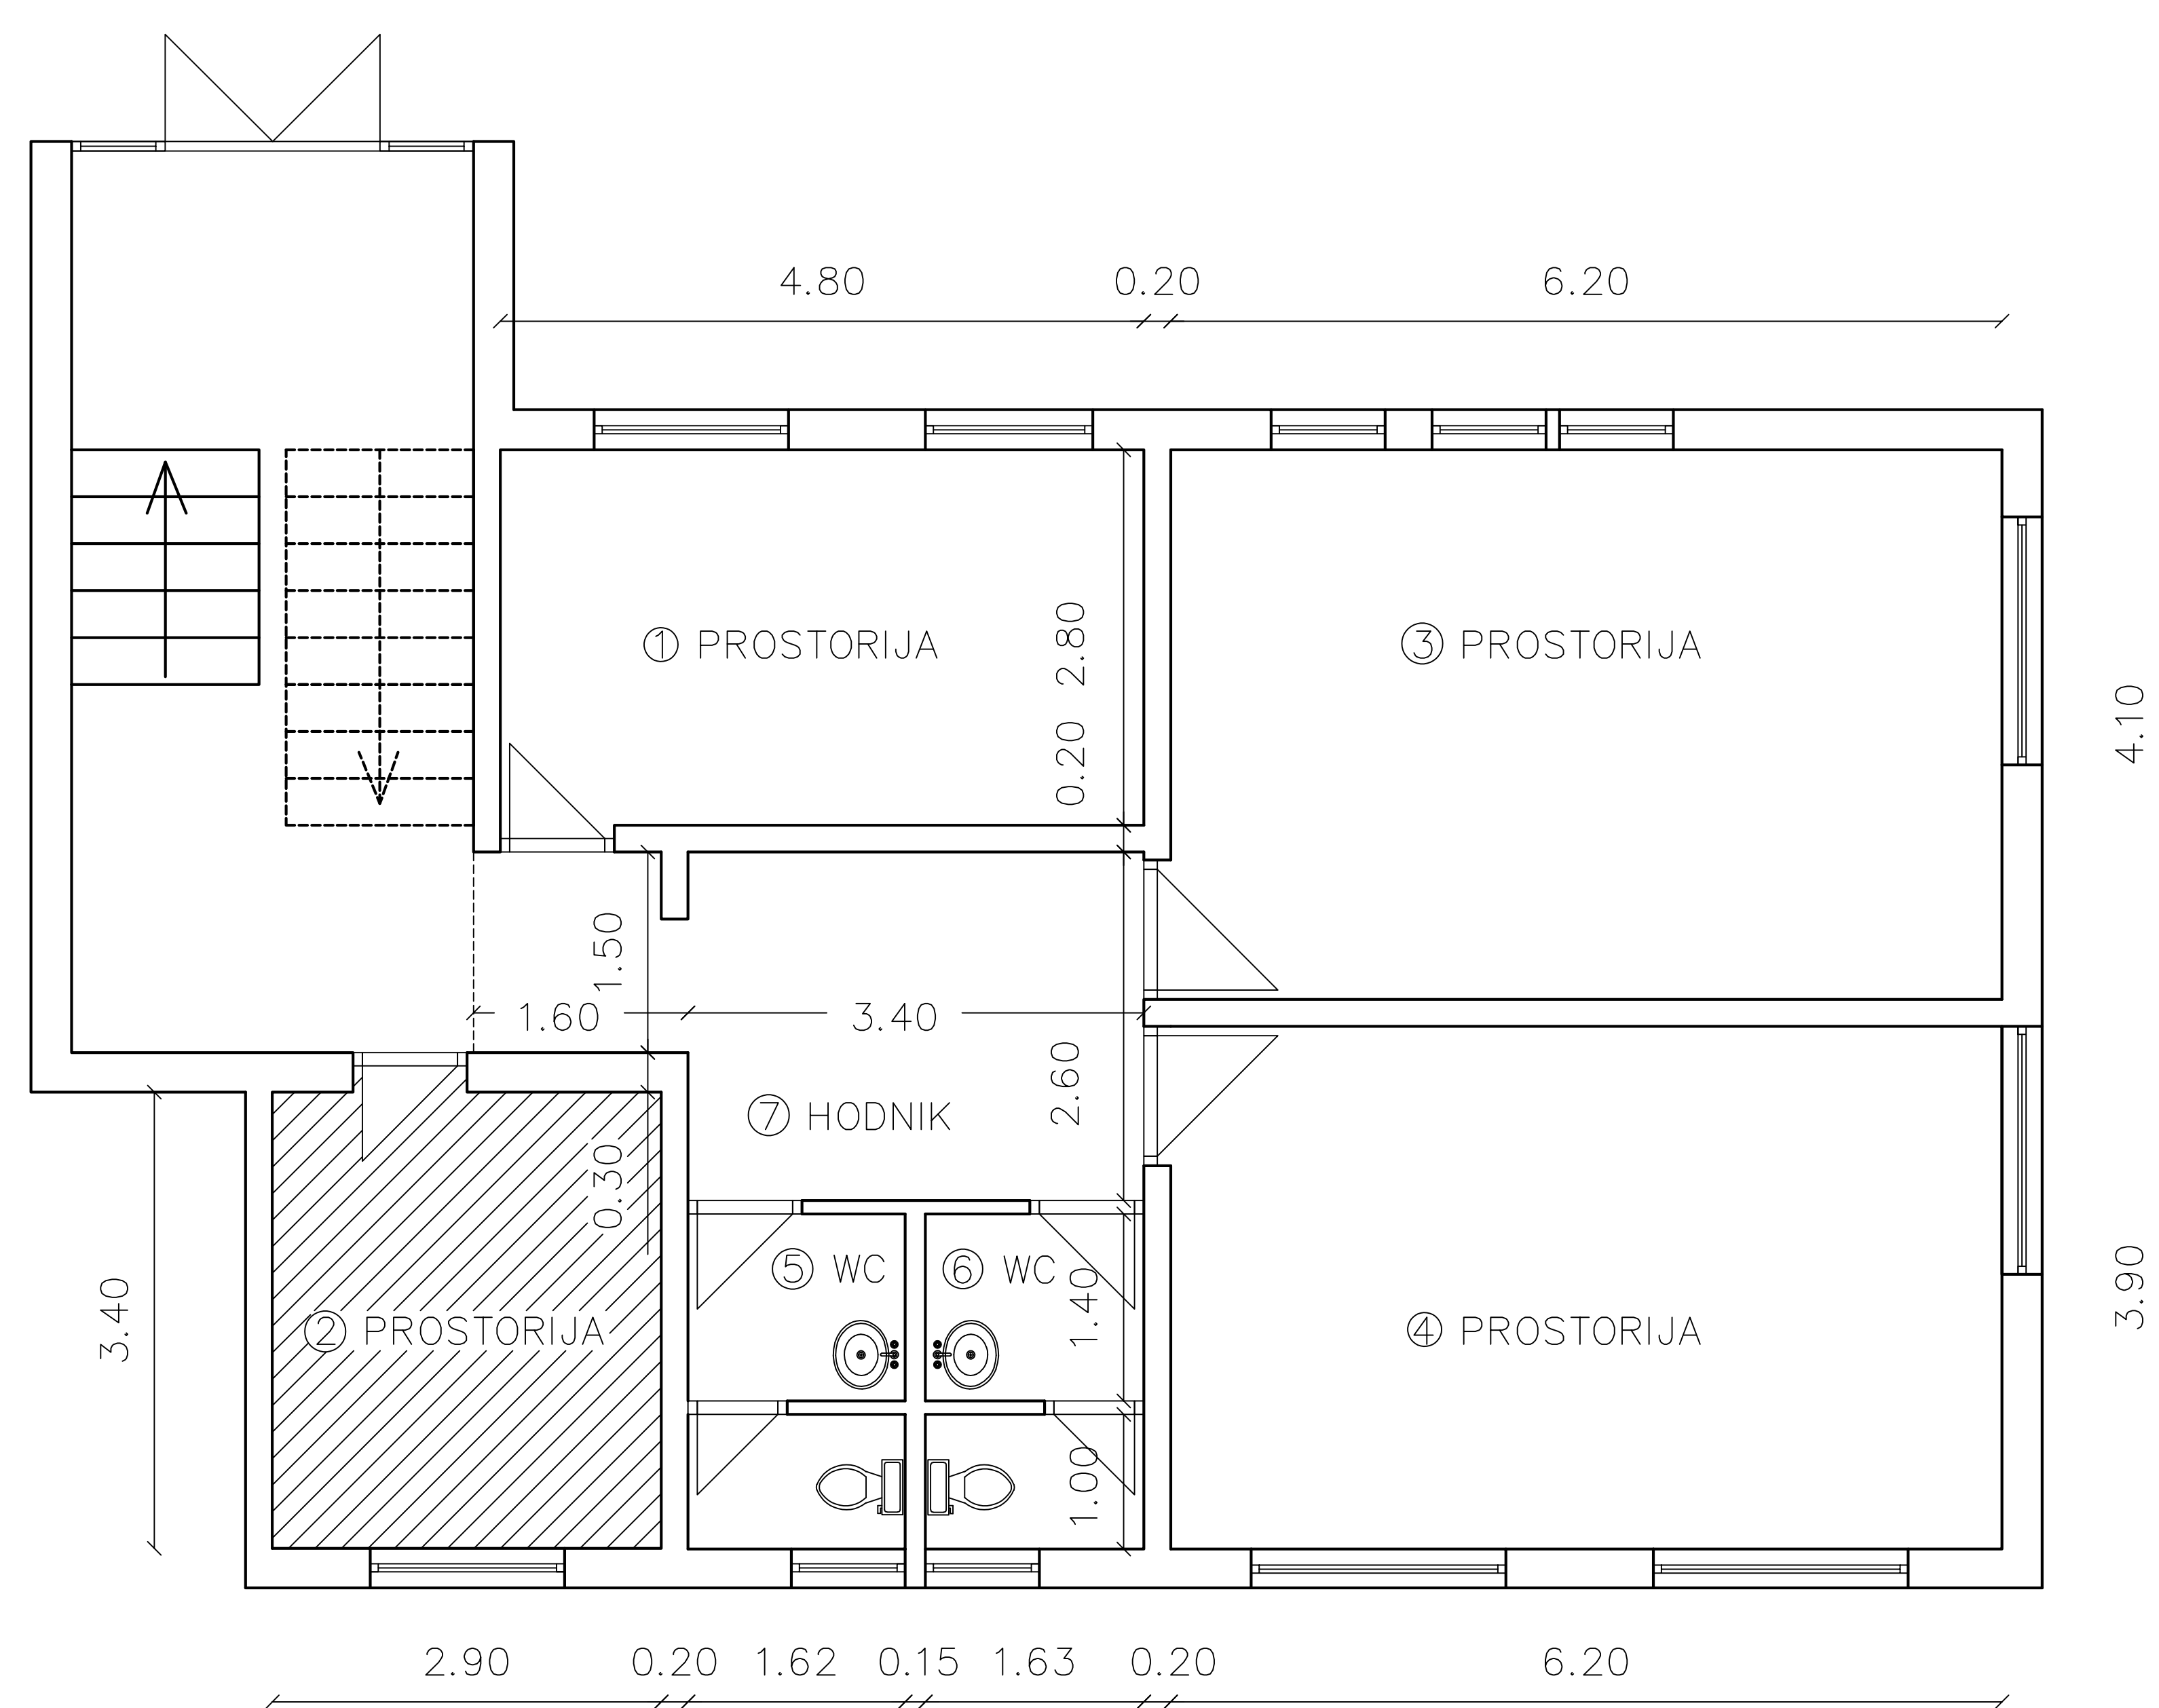 4.80 0.20 6.20
① PROSTORIJA
2.80
③ PROSTORIJA
4.10
0.20
1.50
1.60
3.40
2.60
⑦ HODNIK
0.30
⑤ WC
⑥ WC
1.40
3.40
② PROSTORIJA
④ PROSTORIJA
3.90
1.00
2.90 0.20 1.62 0.15 1.63 0.20 6.20